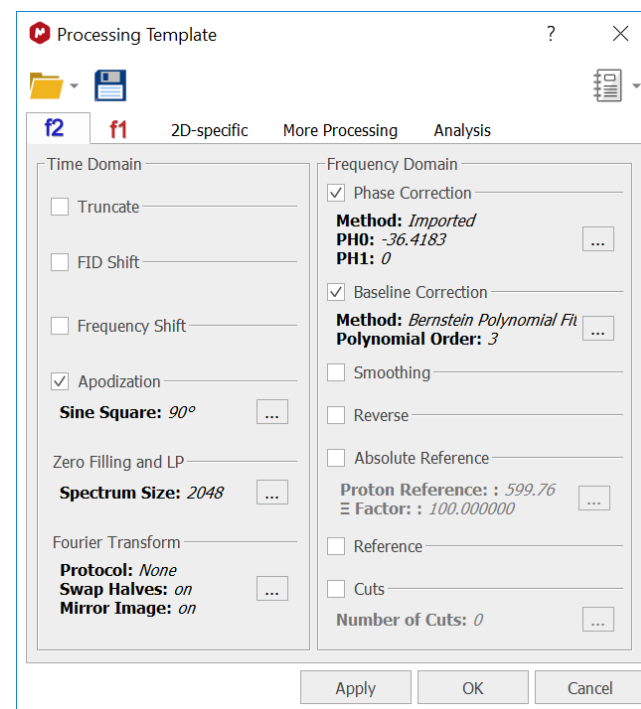 Processing Template
?
f2 f1 2D-specific More Processing Analysis
Time Domain
Truncate
FID Shift
Frequency Shift
Apodization
Sine Square: 90°
...
Zero Filling and LP
Spectrum Size: 2048
...
Fourier Transform
Protocol: None
Swap Halves: on
...
Mirror Image: on
Frequency Domain
Phase Correction
Method: Imported
PH0: -36.4183
...
PH1: 0
Baseline Correction
Method: Bernstein Polynomial Fit
...
Polynomial Order: 3
Smoothing
Reverse
Absolute Reference
Proton Reference: : 599.76
...
Ξ Factor: : 100.000000
Reference
Cuts
Number of Cuts: 0
...
Apply OK Cancel